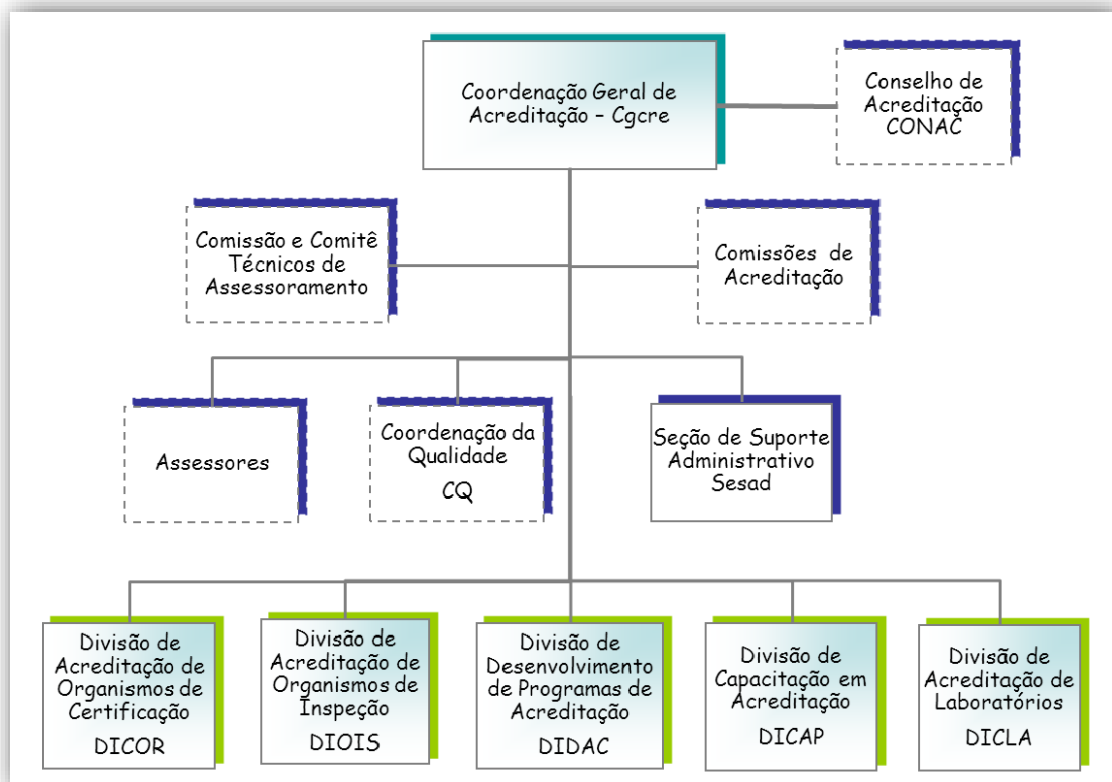 Coordenação Geral de
Acreditação – Cgcre
Conselho de
Acreditação
CONAC
Comissão e Comitê
Técnicos de
Assessoramento
Comissões de
Acreditação
Assessores
Coordenação da
Qualidade
CQ
Seção de Suporte
Administrativo
Sesad
Divisão de
Acreditação de
Organismos de
Certificação
DICOR
Divisão de
Acreditação de
Organismos de
Inspeção
DIOIS
Divisão de
Desenvolvimento
de Programas de
Acreditação
DIDAC
Divisão de
Capacitação em
Acreditação
DICAP
Divisão de
Acreditação de
Laboratórios
DICLA